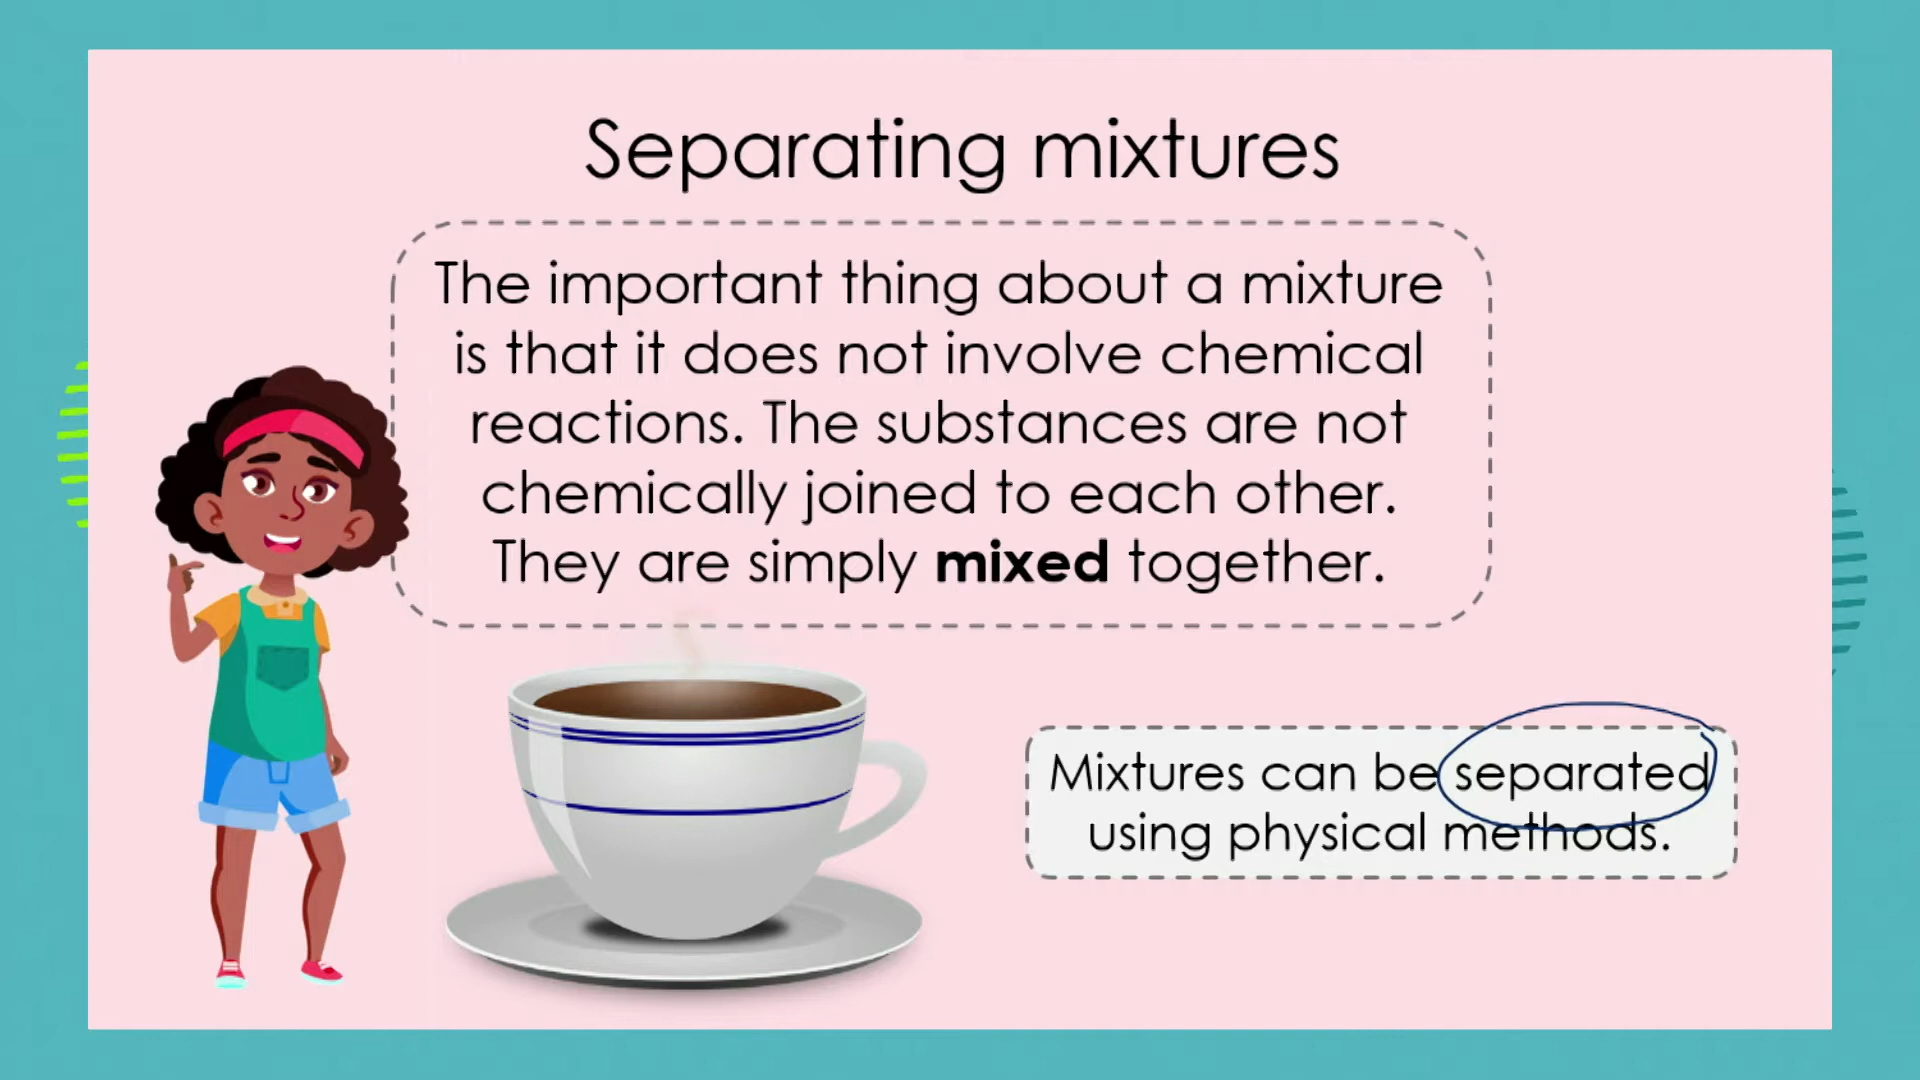 Separating mixtures
The important thing about a mixture
is that it does not involve chemical
reactions. The substances are not
chemically joined to each other.
They are simply mixed together.
Mixtures can be separated
using physical methods.